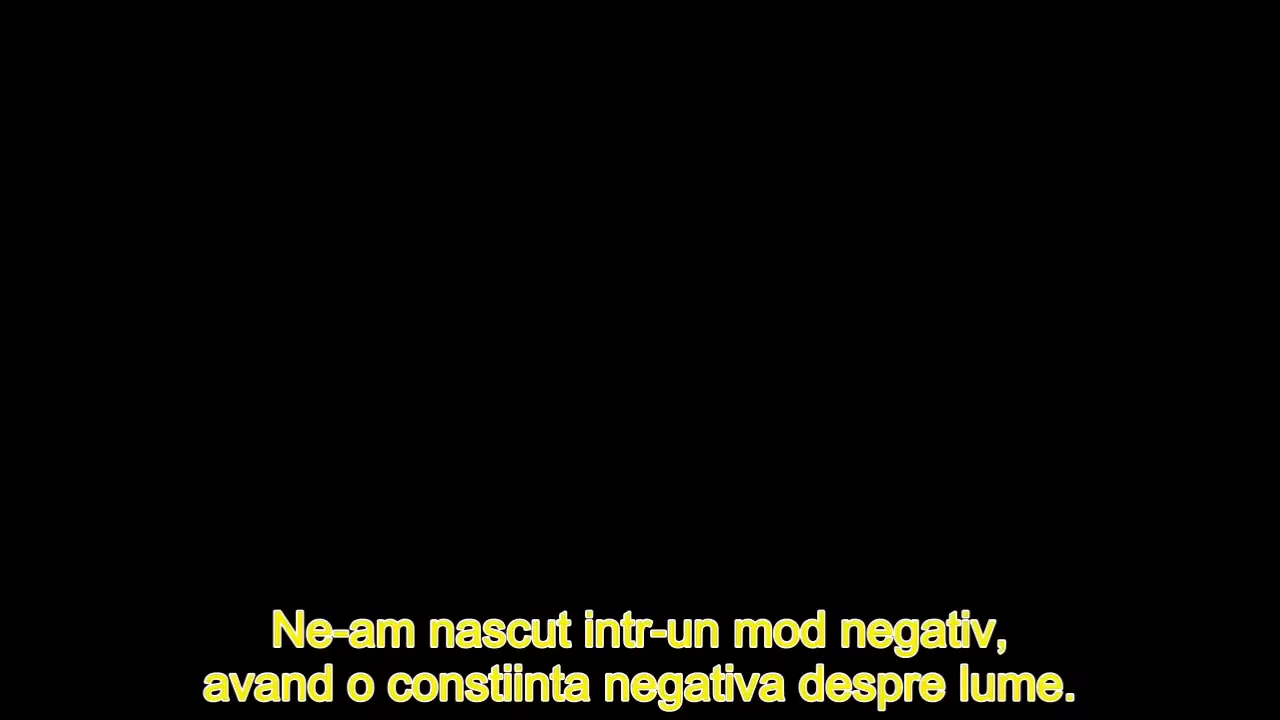 Ne-am nascut intr-un mod negativ,
avand o constiinta negativa despre lume.